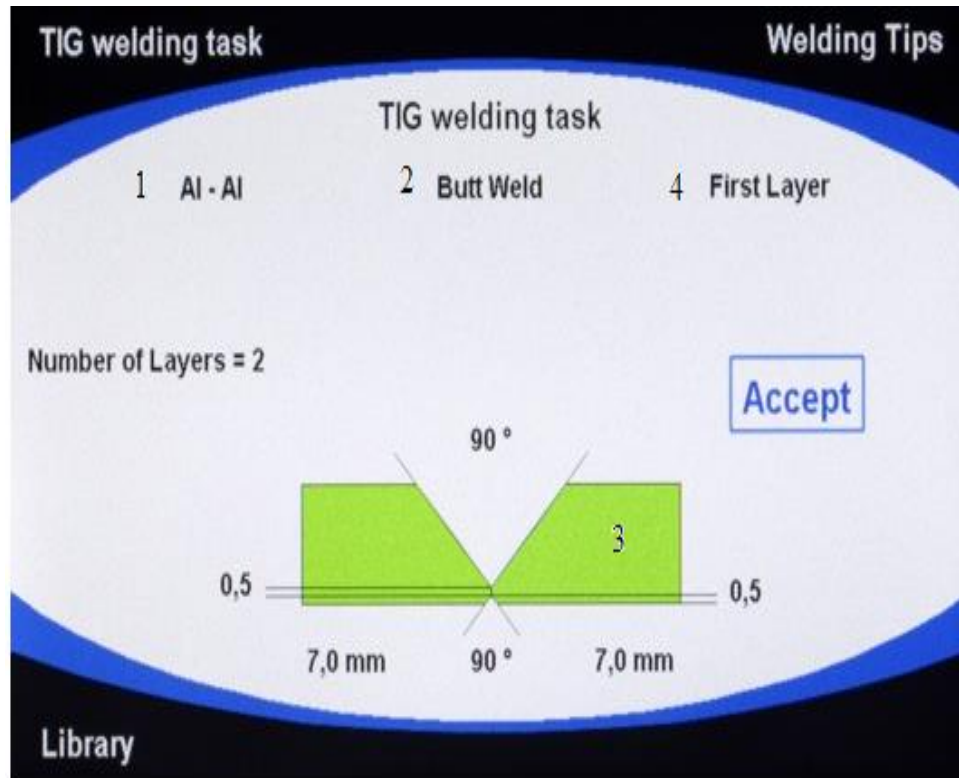 TIG welding task
Welding Tips
TIG welding task
1 Al - Al
2 Butt Weld
4 First Layer
Number of Layers = 2
Accept
90 °
3
0,5
0,5
7,0 mm
90 °
7,0 mm
Library